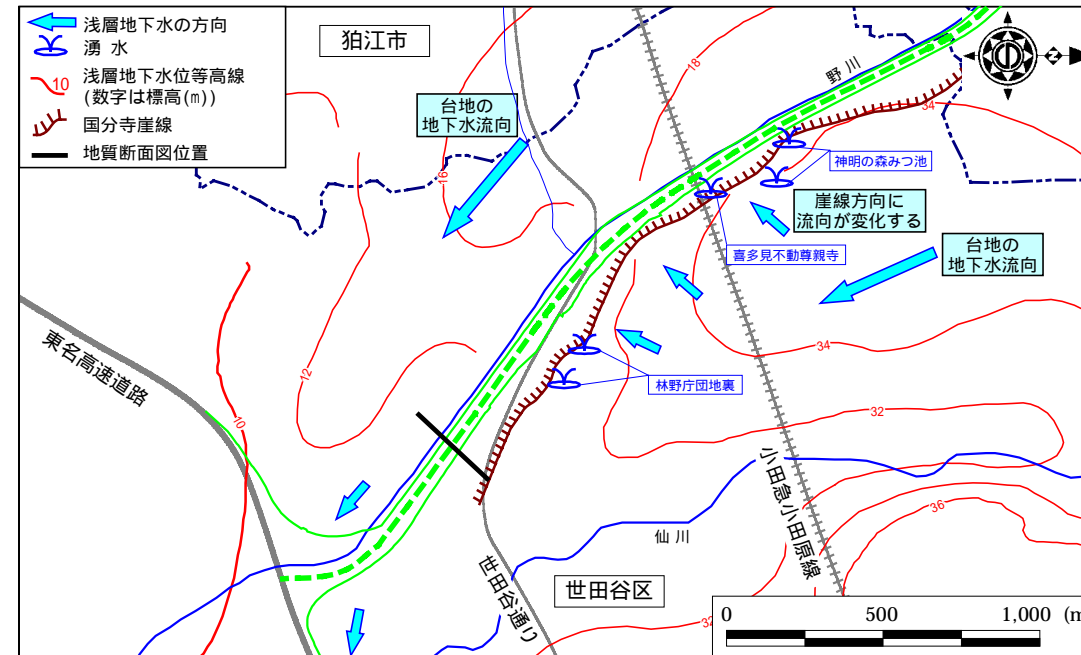 浅層地下水の方向
湧 水
10
浅層地下水位等高線
(数字は標高(m))
国分寺崖線
地質断面図位置
狛江市
台地の
地下水流向
野 川
18
34
16
神明の森みつ池
崖線方向に
流向が変化する
喜多見不動尊親寺
台地の
地下水流向
34
東名高速道路
12
林野庁団地裏
10
32
小田急小田原線
36
仙 川
世田谷通り
世田谷区
32
0 500 1,000 (m